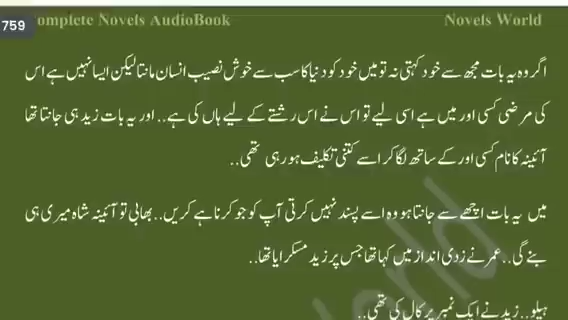 Complete Novels AudioBook Novels World
759
اگر وہ یہ بات مجھ سے خود کہتی نہ تو میں خود کو دنیا کا سب سے خوش نصیب انسان مانتا لیکن ایسا نہیں ہے اس
کی مرضی کسی اور میں ہے اسی لیے تو اس نے اس رشتے کے لیے ہاں کی ہے.. اور یہ بات زید ہی جانتا تھا
آئینہ کا نام کسی اور کے ساتھ لگا کر اسے کتنی تکلیف ہو رہی تھی..
میں یہ بات اچھے سے جانتا ہو وہ اسے پسند نہیں کرتی آپ کو جو کرنا ہے کریں.. بھابی تو آئینہ شاہ میری ہی
بنے گی.. عمر نے زدی انداز میں کہا تھا جس پر زید مسکرایا تھا..
ہیلو.. زید نے ایک نمبر پر کال کی تھی..